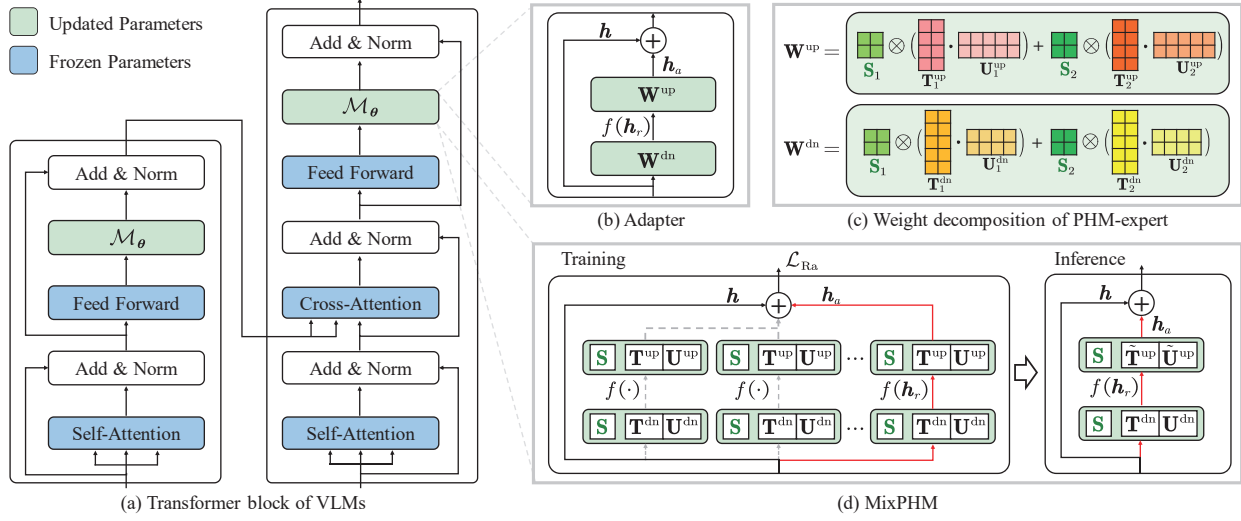 Updated Parameters
Frozen Parameters
Add & Norm
𝓜_θ
Feed Forward
Add & Norm
Self-Attention
Add & Norm
𝓜_θ
Feed Forward
Add & Norm
Cross-Attention
Add & Norm
Self-Attention
(a) Transformer block of VLMs
h
+
h_a
W^up
f(h_r)
W^dn
(b) Adapter
W^up = S_1 ⊗ ( T_1^up · U_1^up ) + S_2 ⊗ ( T_2^up · U_2^up )
W^dn = S_1 ⊗ ( T_1^dn · U_1^dn ) + S_2 ⊗ ( T_2^dn · U_2^dn )
(c) Weight decomposition of PHM-expert
Training
𝓛_Ra
h + h_a
S T^up U^up S T^up U^up ··· S T^up U^up
f(·) f(·) f(h_r)
S T^dn U^dn S T^dn U^dn ··· S T^dn U^dn
Inference
h +
h_a
S T̃^up Ũ^up
f(h_r)
S T^dn U^dn
(d) MixPHM